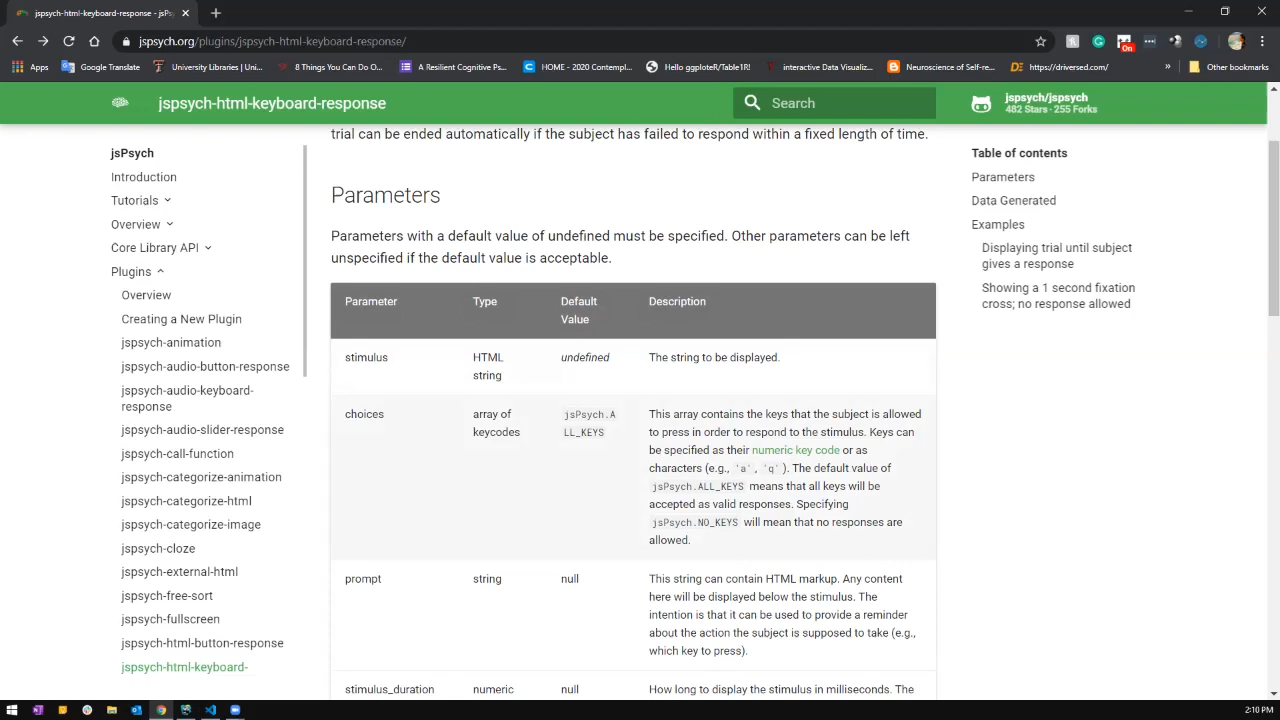 jspsych-html-keyboard-response - jsPs
jspsych.org/plugins/jspsych-html-keyboard-response/
On
Apps
Google Translate
University Libraries | Uni...
8 Things You Can Do O...
A Resilient Cognitive Ps...
HOME - 2020 Contempl...
Hello ggploteR/Table1R!
interactive Data Visualiz...
Neuroscience of Self-re...
https://driversed.com/
»
Other bookmarks
jspsych-html-keyboard-response
Search
jspsych/jspsych
482 Stars · 255 Forks
jsPsych
Introduction
Tutorials
Overview
Core Library API
Plugins
Overview
Creating a New Plugin
jspsych-animation
jspsych-audio-button-response
jspsych-audio-keyboard-
response
jspsych-audio-slider-response
jspsych-call-function
jspsych-categorize-animation
jspsych-categorize-html
jspsych-categorize-image
jspsych-cloze
jspsych-external-html
jspsych-free-sort
jspsych-fullscreen
jspsych-html-button-response
jspsych-html-keyboard-
trial can be ended automatically if the subject has failed to respond within a fixed length of time.
Parameters
Parameters with a default value of undefined must be specified. Other parameters can be left
unspecified if the default value is acceptable.
Parameter
Type
Default
Value
Description
stimulus
HTML
string
undefined
The string to be displayed.
choices
array of
keycodes
jsPsych.A
LL_KEYS
This array contains the keys that the subject is allowed
to press in order to respond to the stimulus. Keys can
be specified as their numeric key code or as
characters (e.g., 'a', 'q'). The default value of
jsPsych.ALL_KEYS means that all keys will be
accepted as valid responses. Specifying
jsPsych.NO_KEYS will mean that no responses are
allowed.
prompt
string
null
This string can contain HTML markup. Any content
here will be displayed below the stimulus. The
intention is that it can be used to provide a reminder
about the action the subject is supposed to take (e.g.,
which key to press).
stimulus_duration
numeric
null
How long to display the stimulus in milliseconds. The
Table of contents
Parameters
Data Generated
Examples
Displaying trial until subject
gives a response
Showing a 1 second fixation
cross; no response allowed
2:10 PM